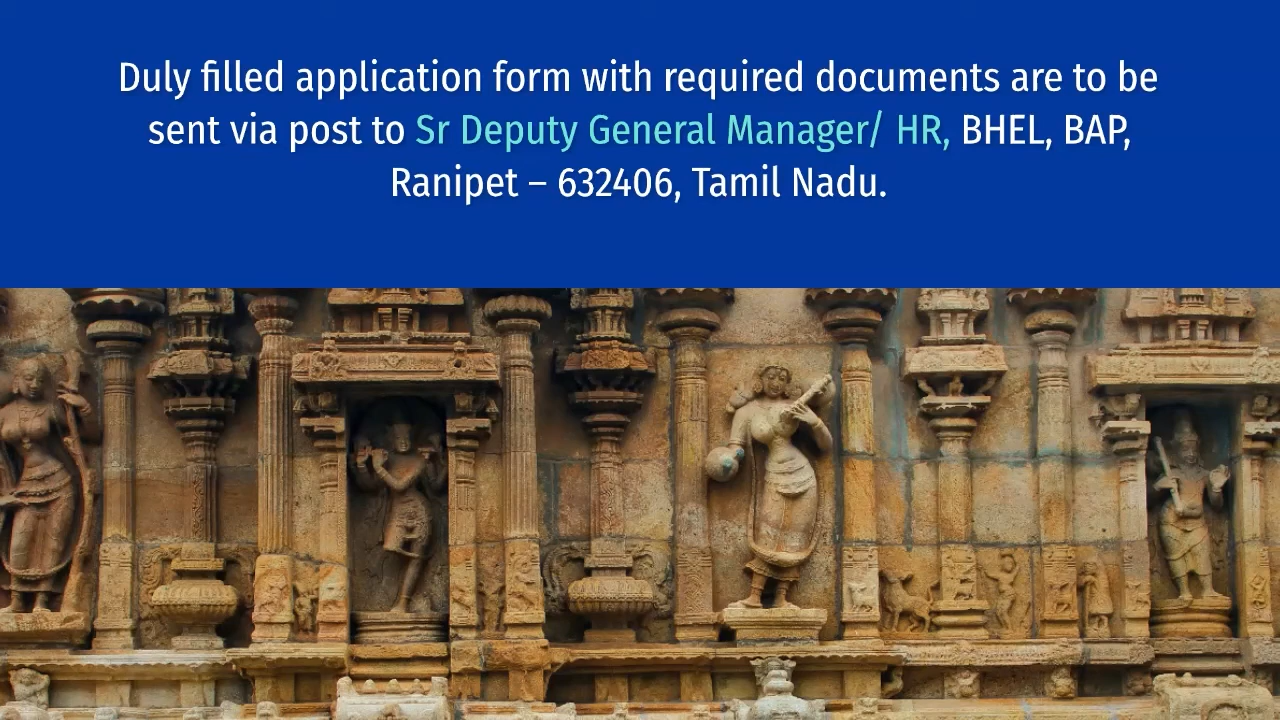 Duly filled application form with required documents are to be
sent via post to Sr Deputy General Manager/ HR, BHEL, BAP,
Ranipet – 632406, Tamil Nadu.